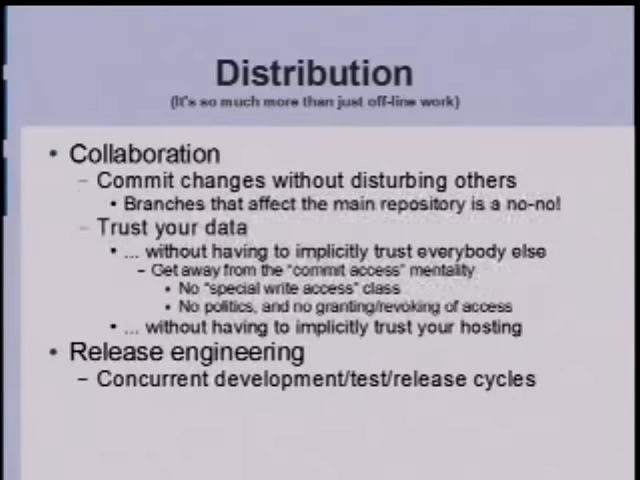 Distribution
(It's so much more than just off-line work)
• Collaboration
– Commit changes without disturbing others
• Branches that affect the main repository is a no-no!
– Trust your data
• ... without having to implicitly trust everybody else
– Get away from the "commit access" mentality
• No "special write access" class
• No politics, and no granting/revoking of access
• ... without having to implicitly trust your hosting
• Release engineering
– Concurrent development/test/release cycles